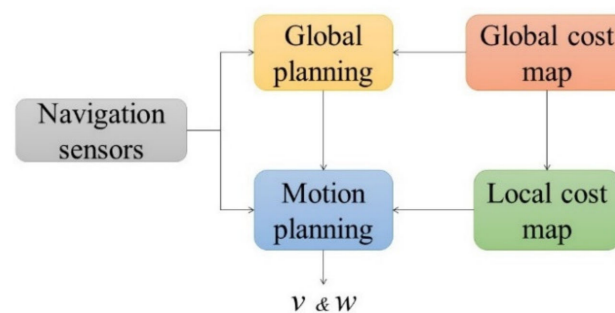 Global
planning
Global cost
map
Navigation
sensors
Motion
planning
Local cost
map
v & w